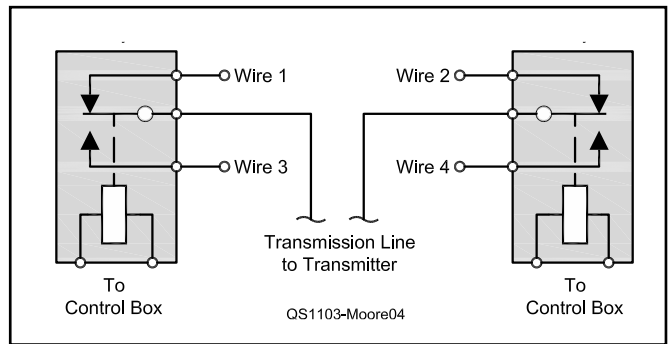 Wire 1
Wire 2
Wire 3
Wire 4
Transmission Line
to Transmitter
To
Control Box
To
Control Box
QS1103-Moore04